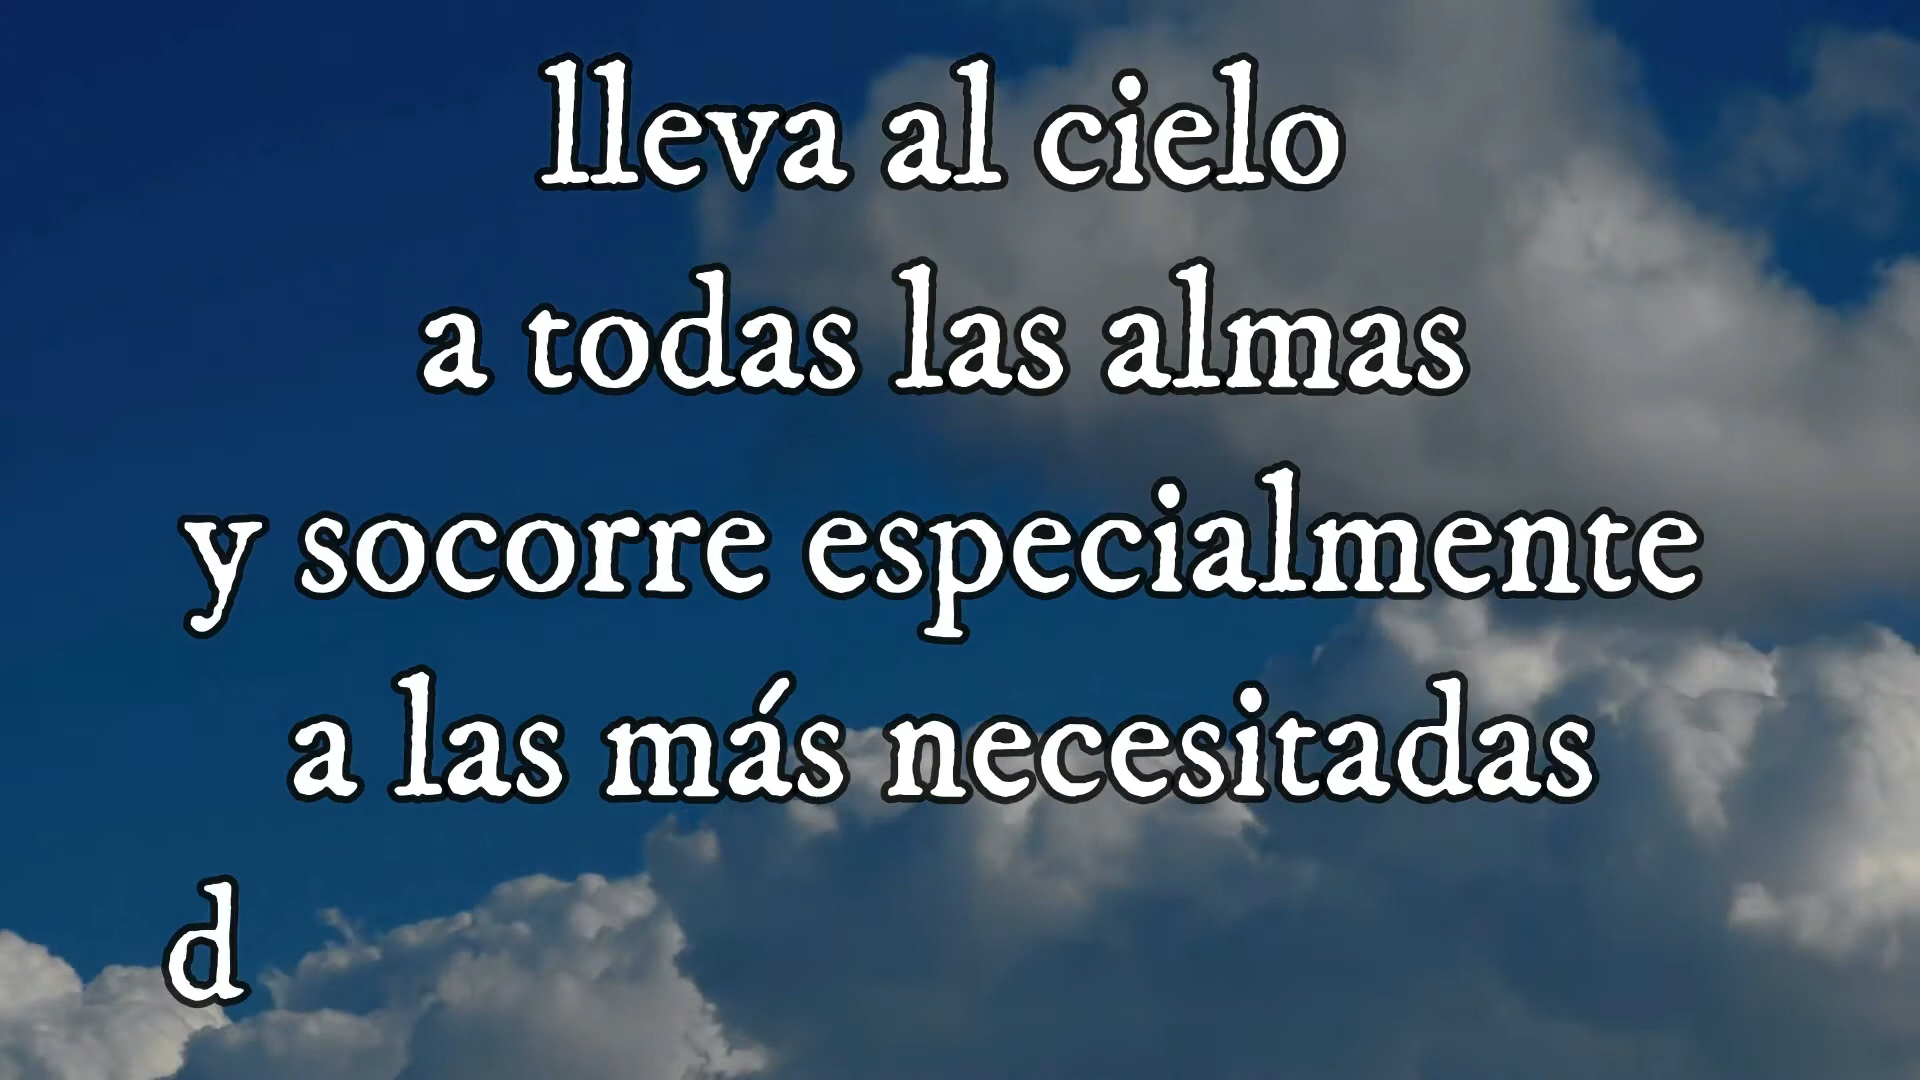 lleva al cielo
a todas las almas
y socorre especialmente
a las más necesitadas
d